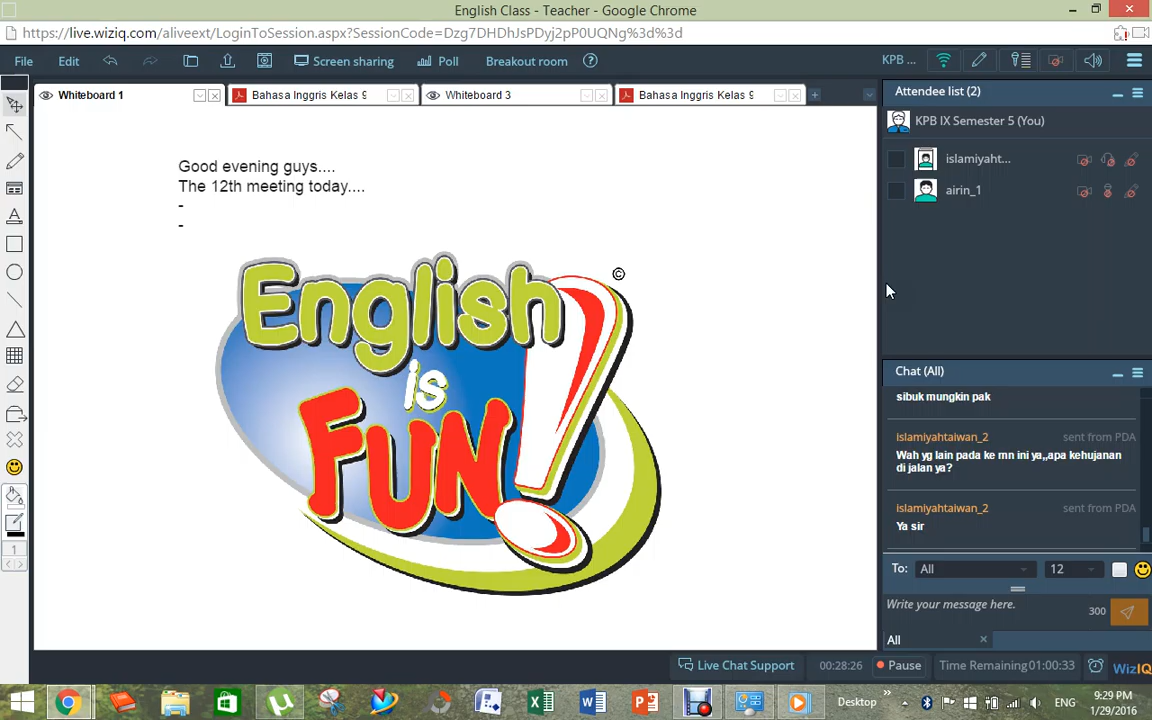 English Class - Teacher - Google Chrome
https://live.wiziq.com/aliveext/LoginToSession.aspx?SessionCode=Dzg7DHDhJsPDyj2pP0UQNg%3d%3d
File Edit Screen sharing Poll Breakout room ? KPB ...
Whiteboard 1 Bahasa Inggris Kelas 9 Whiteboard 3 Bahasa Inggris Kelas 9
Attendee list (2)
KPB IX Semester 5 (You)
islamiyaht...
airin_1
Good evening guys....
The 12th meeting today....
-
-
English
is
FUN!
©
Chat (All)
sibuk mungkin pak
islamiyahtaiwan_2 sent from PDA
Wah yg lain pada ke mn ini ya,,apa kehujanan
di jalan ya?
islamiyahtaiwan_2 sent from PDA
Ya sir
To: All 12
Write your message here. 300
All
1
Live Chat Support 00:28:26 Pause Time Remaining01:00:33 WizIQ
Desktop ENG
9:29 PM
1/29/2016